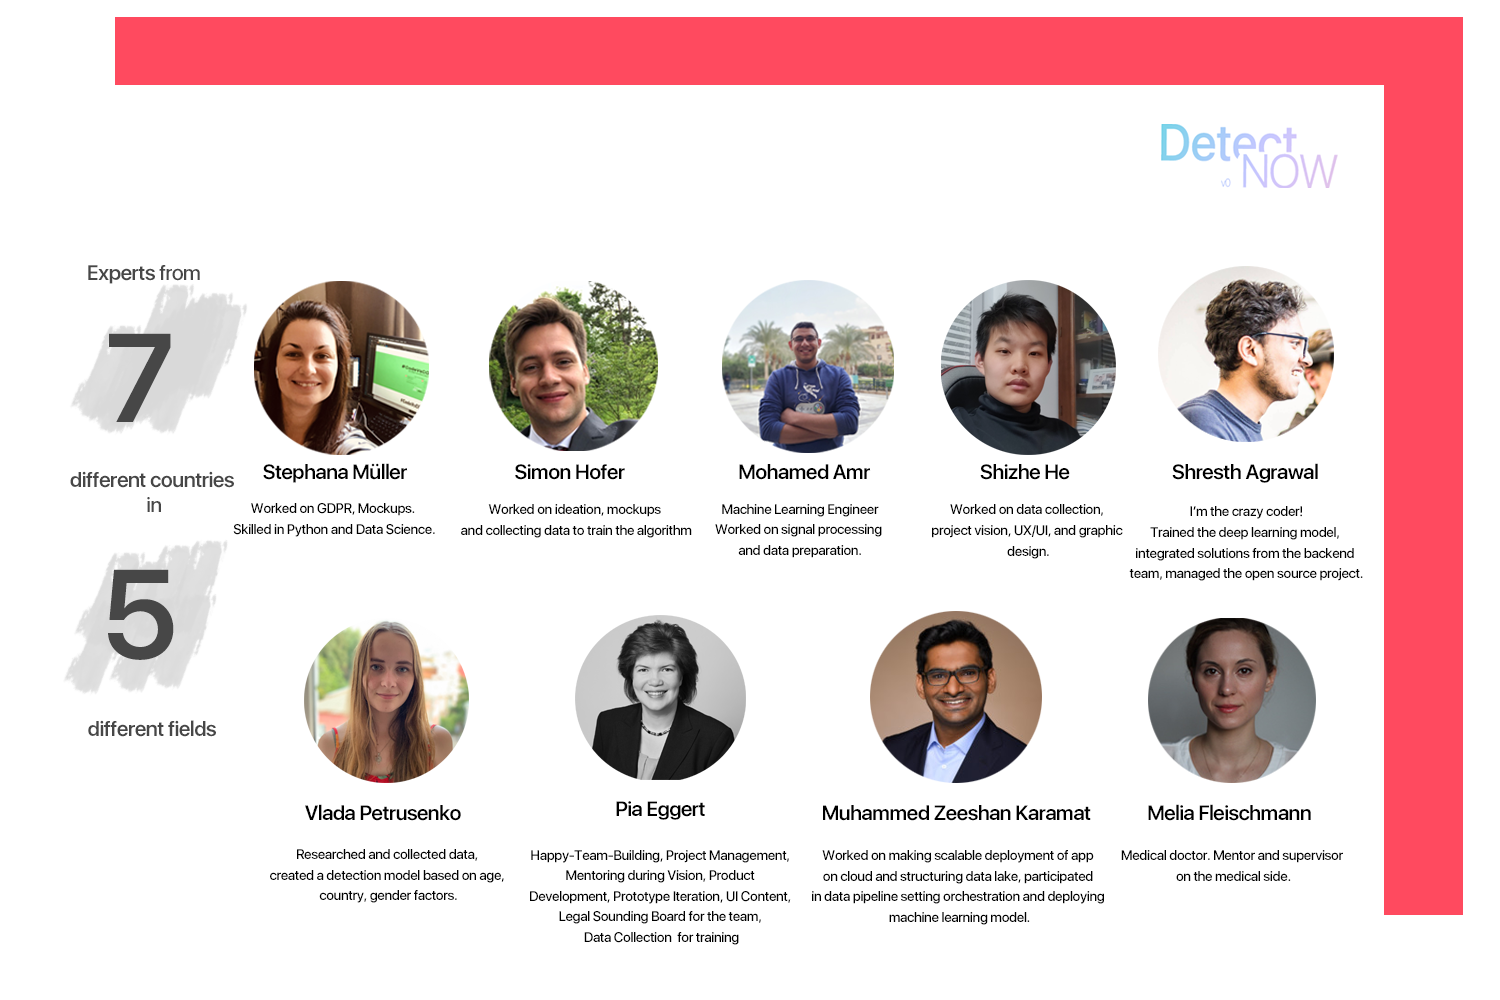 Detect
v0 NOW
Experts from
7
different countries
in
5
different fields
Stephana Müller
Worked on GDPR, Mockups.
Skilled in Python and Data Science.
Simon Hofer
Worked on ideation, mockups
and collecting data to train the algorithm
Mohamed Amr
Machine Learning Engineer
Worked on signal processing
and data preparation.
Shizhe He
Worked on data collection,
project vision, UX/UI, and graphic
design.
Shresth Agrawal
I'm the crazy coder!
Trained the deep learning model,
integrated solutions from the backend
team, managed the open source project.
Vlada Petrusenko
Researched and collected data,
created a detection model based on age,
country, gender factors.
Pia Eggert
Happy-Team-Building, Project Management,
Mentoring during Vision, Product
Development, Prototype Iteration, UI Content,
Legal Sounding Board for the team,
Data Collection  for training
Muhammed Zeeshan Karamat
Worked on making scalable deployment of app
on cloud and structuring data lake, participated
in data pipeline setting orchestration and deploying
machine learning model.
Melia Fleischmann
Medical doctor. Mentor and supervisor
on the medical side.